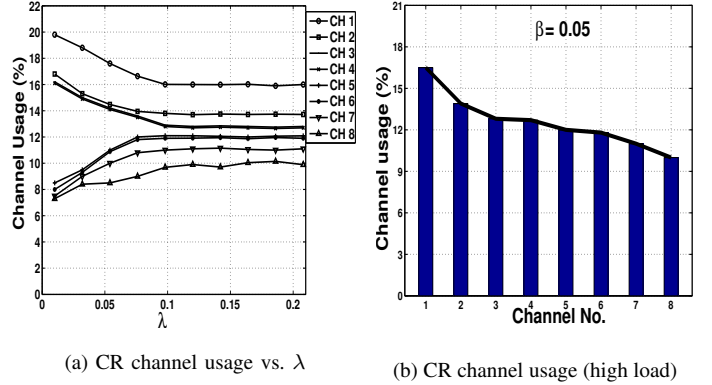 22
20
18
16
14
12
10
8
6
4
2
0
Channel Usage (%)
0 0.05 0.1 0.15 0.2
λ
CH 1
CH 2
CH 3
CH 4
CH 5
CH 6
CH 7
CH 8
(a) CR channel usage vs. λ
21
18
15
12
9
6
3
0
Channel usage (%)
β= 0.05
1 2 3 4 5 6 7 8
Channel No.
(b) CR channel usage (high load)